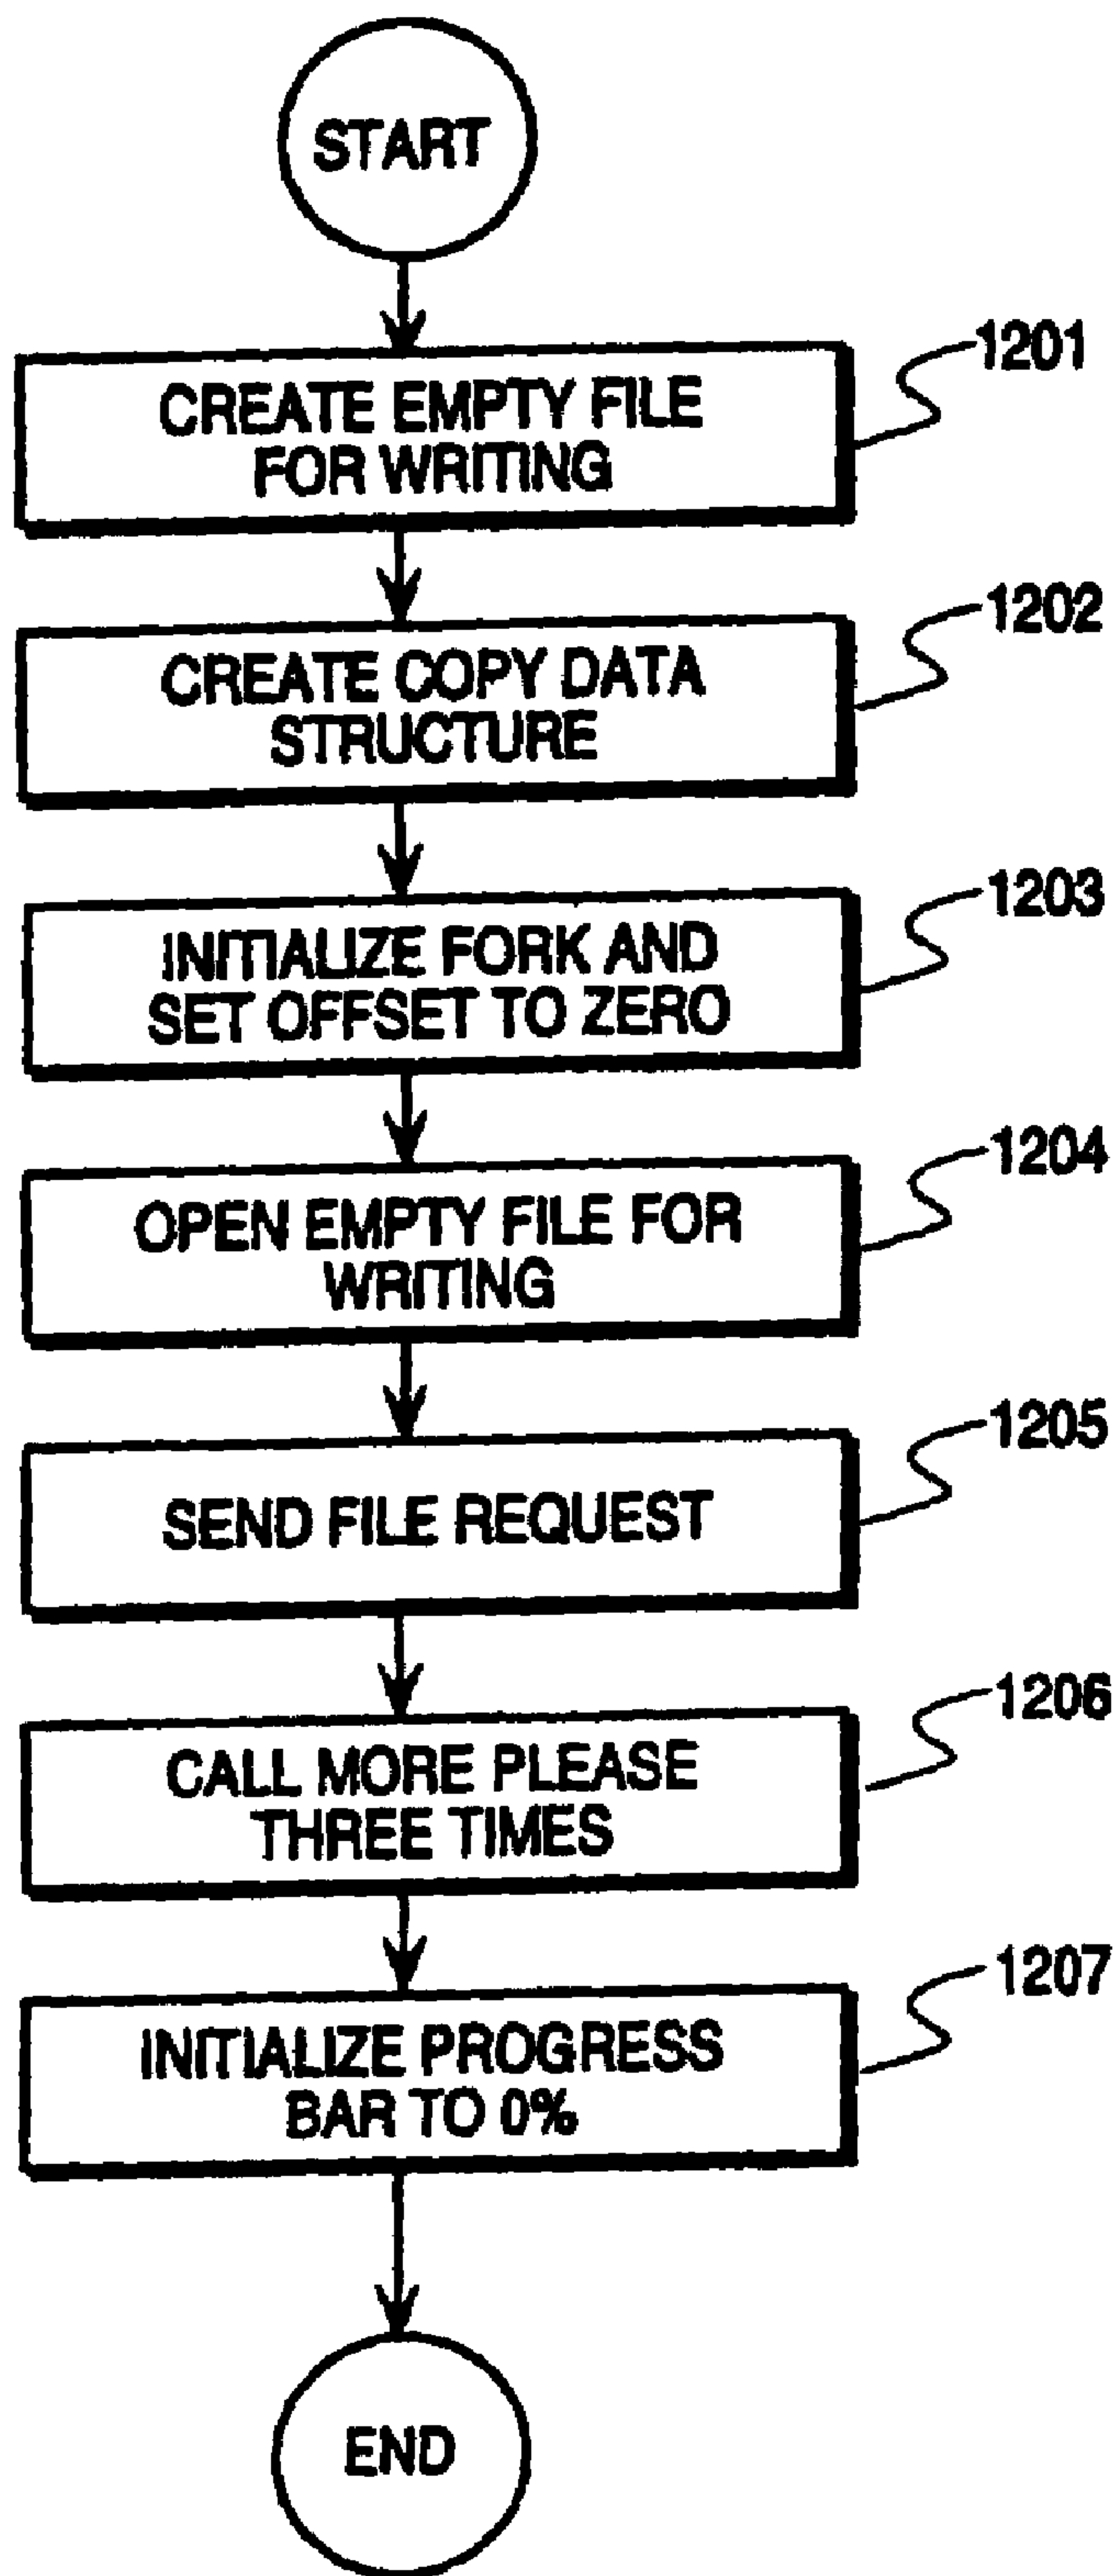 START
1201
CREATE EMPTY FILE
FOR WRITING
1202
CREATE COPY DATA
STRUCTURE
1203
INITIALIZE FORK AND
SET OFFSET TO ZERO
1204
OPEN EMPTY FILE FOR
WRITING
1205
SEND FILE REQUEST
1206
CALL MORE PLEASE
THREE TIMES
1207
INITIALIZE PROGRESS
BAR TO 0%
END